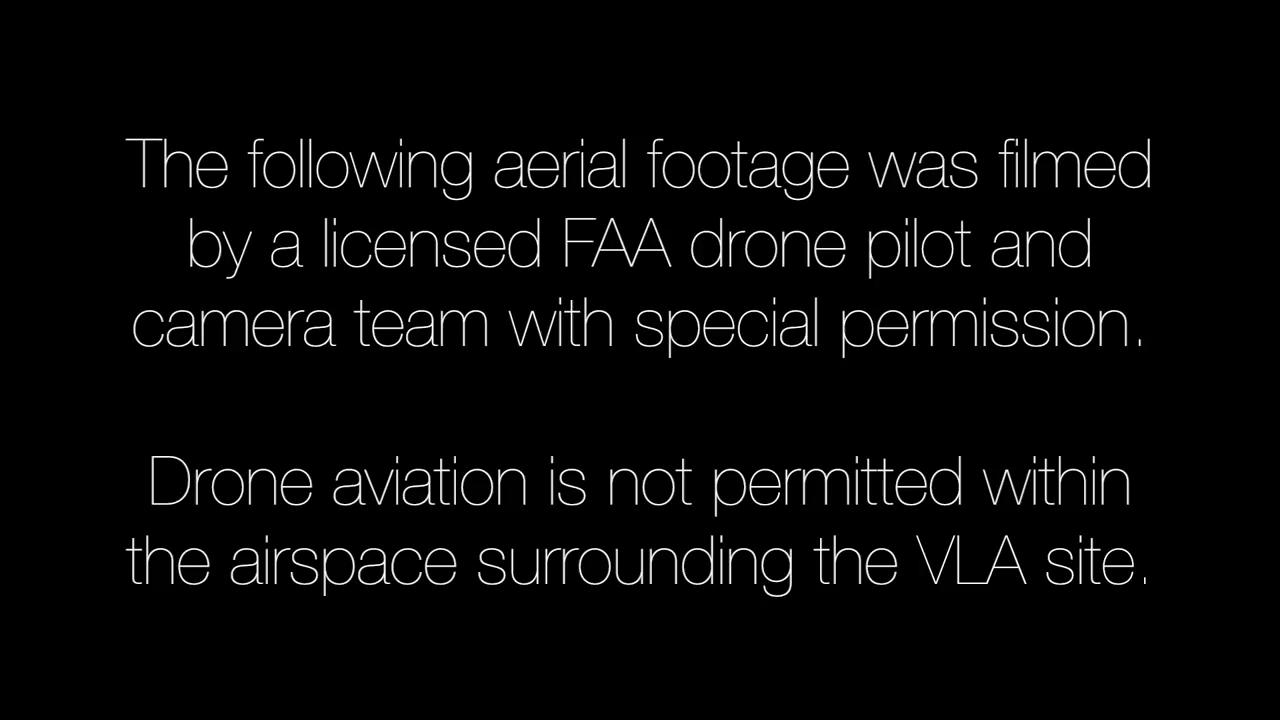 The following aerial footage was filmed
by a licensed FAA drone pilot and
camera team with special permission.
Drone aviation is not permitted within
the airspace surrounding the VLA site.